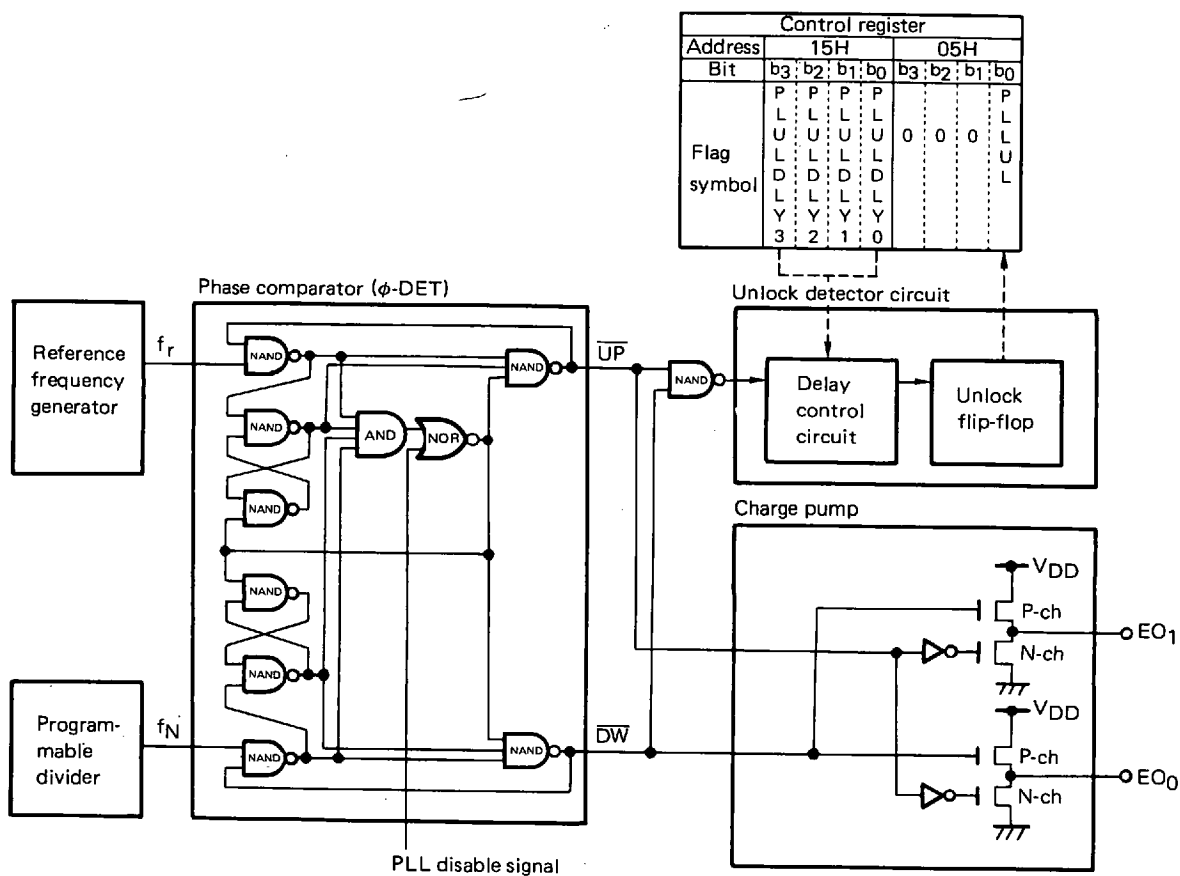 Control register
Address 15H 05H
Bit b3 b2 b1 b0 b3 b2 b1 b0
Flag symbol PLULDLY3 PLULDLY2 PLULDLY1 PLULDLY0 0 0 0 PLLUL
Phase comparator (ϕ-DET)
Unlock detector circuit
Reference
frequency
generator
fr
NAND
NAND
UP
NAND
Delay
control
circuit
Unlock
flip-flop
NAND
AND
NOR
NAND
Charge pump
NAND
VDD
P-ch
EO1
N-ch
NAND
VDD
Program-
mable
divider
fN
NAND
NAND
DW
P-ch
EO0
N-ch
PLL disable signal